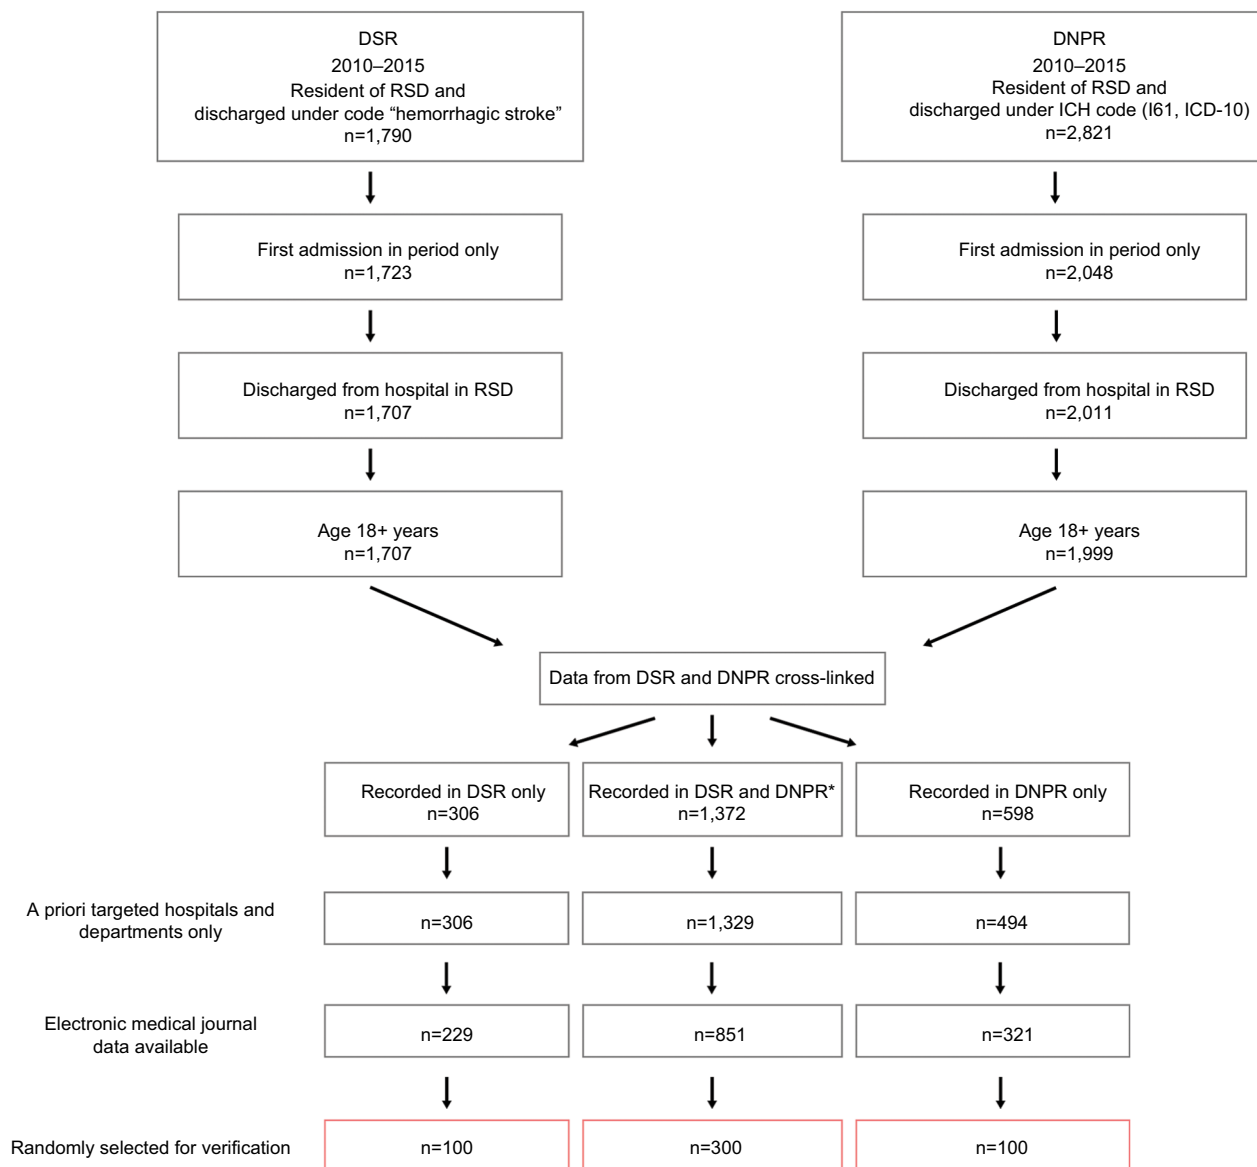 DSR
2010–2015
Resident of RSD and
discharged under code “hemorrhagic stroke”
n=1,790
DNPR
2010–2015
Resident of RSD and
discharged under ICH code (I61, ICD-10)
n=2,821
First admission in period only
n=1,723
First admission in period only
n=2,048
Discharged from hospital in RSD
n=1,707
Discharged from hospital in RSD
n=2,011
Age 18+ years
n=1,707
Age 18+ years
n=1,999
Data from DSR and DNPR cross-linked
Recorded in DSR only
n=306
Recorded in DSR and DNPR*
n=1,372
Recorded in DNPR only
n=598
A priori targeted hospitals and
departments only
n=306
n=1,329
n=494
Electronic medical journal
data available
n=229
n=851
n=321
Randomly selected for verification
n=100
n=300
n=100